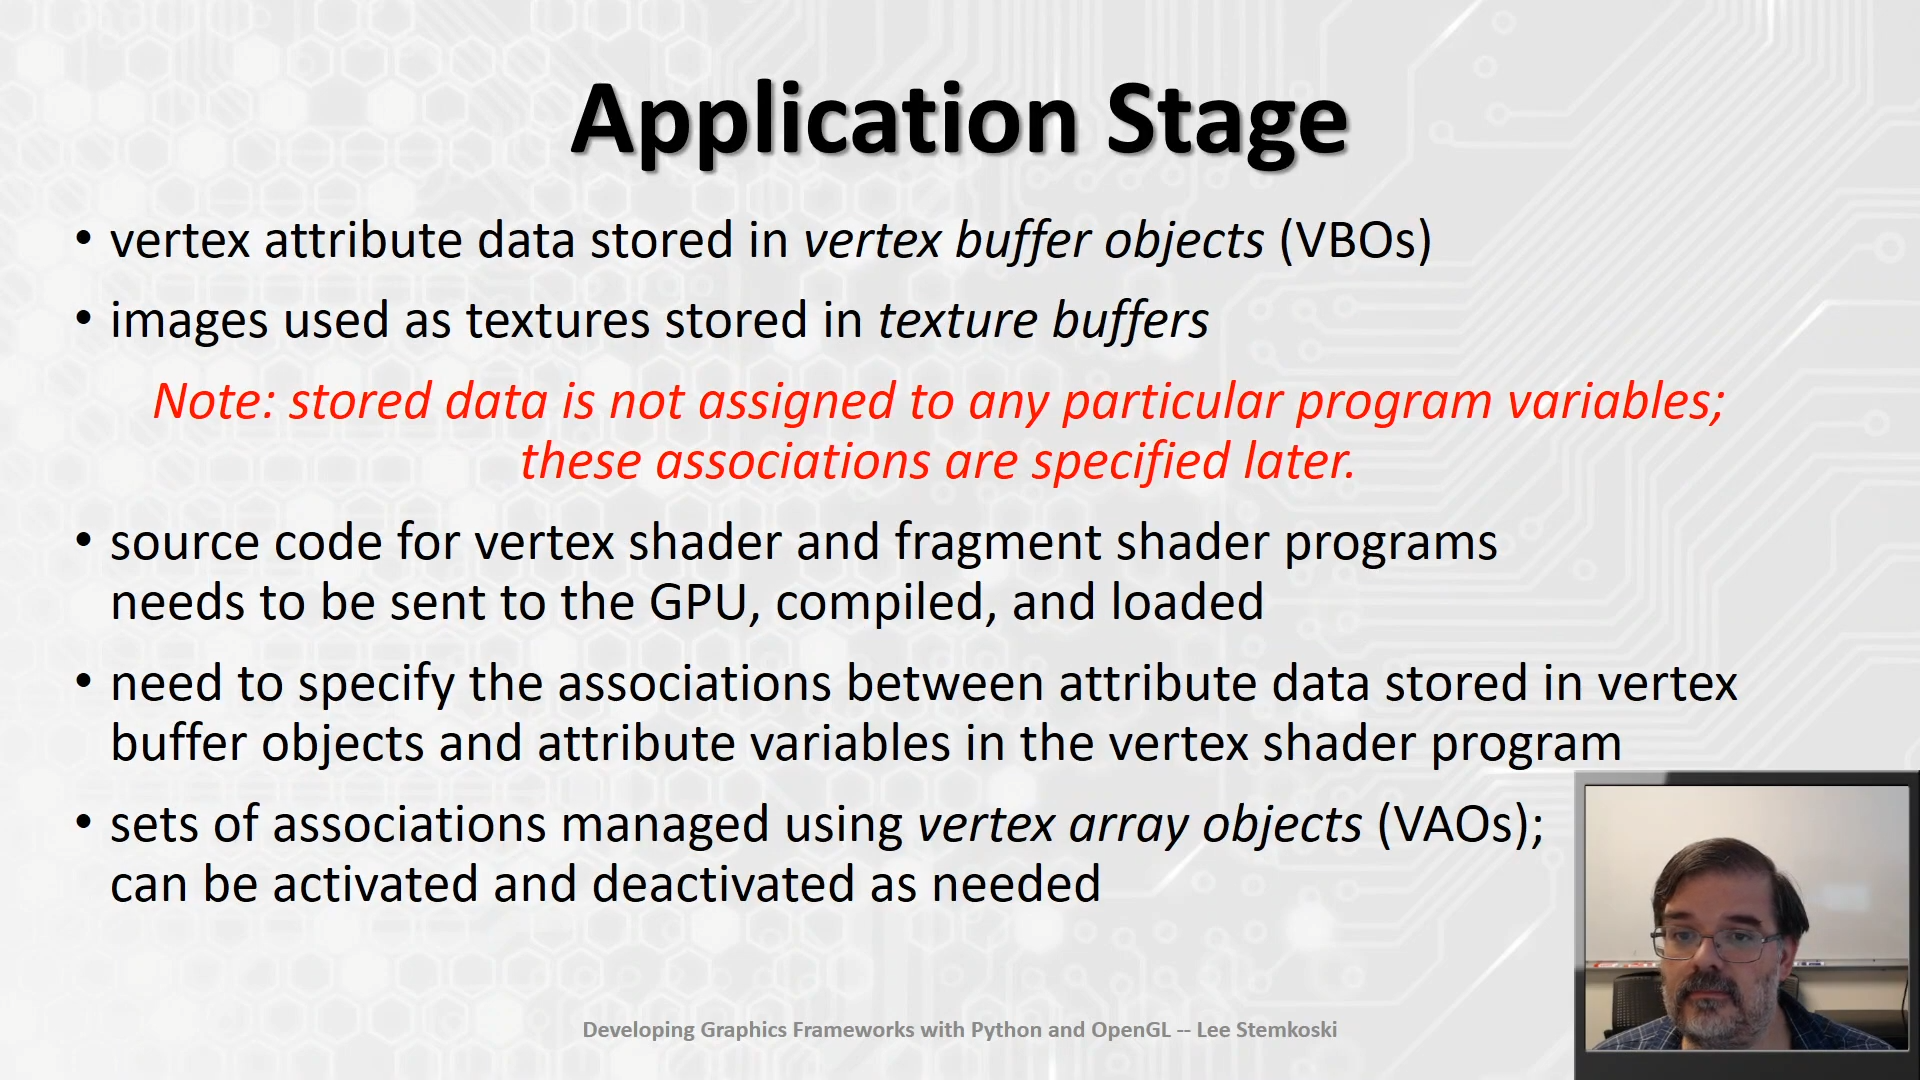 Application Stage
• vertex attribute data stored in vertex buffer objects (VBOs)
• images used as textures stored in texture buffers
Note: stored data is not assigned to any particular program variables;
these associations are specified later.
• source code for vertex shader and fragment shader programs
needs to be sent to the GPU, compiled, and loaded
• need to specify the associations between attribute data stored in vertex
buffer objects and attribute variables in the vertex shader program
• sets of associations managed using vertex array objects (VAOs);
can be activated and deactivated as needed
Developing Graphics Frameworks with Python and OpenGL -- Lee Stemkoski